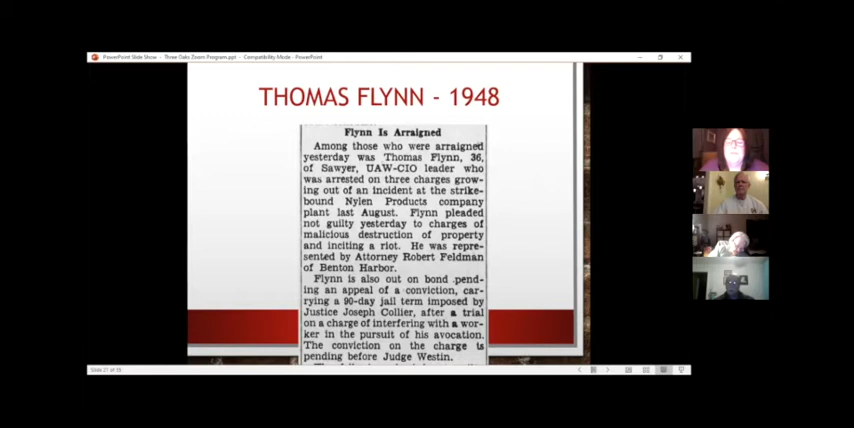 PowerPoint Slide Show - Three Oaks Zoom Program.ppt - Compatibility Mode - PowerPoint
THOMAS FLYNN - 1948
Flynn Is Arraigned
Among those who were arraigned
yesterday was Thomas Flynn, 36,
of Sawyer, UAW-CIO leader who
was arrested on three charges grow-
ing out of an incident at the strike-
bound Nylen Products company
plant last August. Flynn pleaded
not guilty yesterday to charges of
malicious destruction of property
and inciting a riot. He was repre-
sented by Attorney Robert Feldman
of Benton Harbor.
Flynn is also out on bond pend-
ing an appeal of a conviction, car-
rying a 90-day jail term imposed by
Justice Joseph Collier, after a trial
on a charge of interfering with a wor-
ker in the pursuit of his avocation.
The conviction on the charge is
pending before Judge Westin.
Slide 27 of